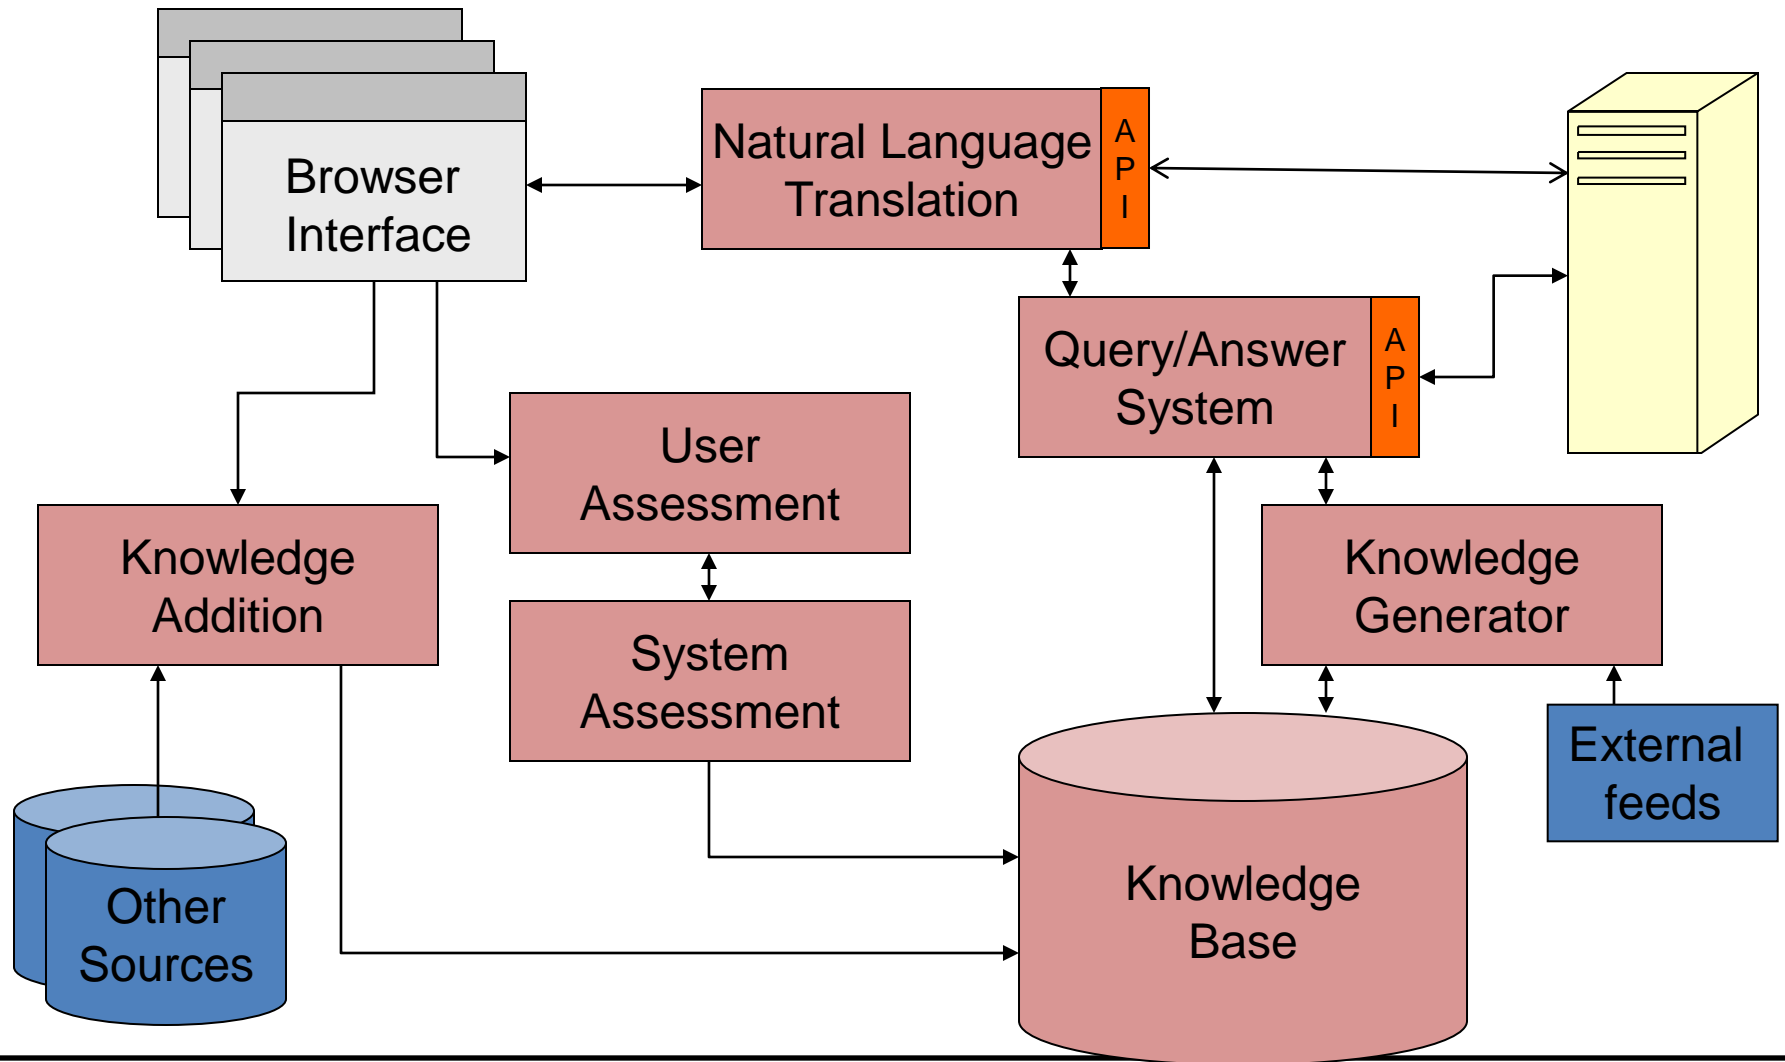 Browser
Interface
Natural Language
Translation
A
P
I
Query/Answer
System
A
P
I
User
Assessment
Knowledge
Addition
Knowledge
Generator
System
Assessment
External
feeds
Other
Sources
Knowledge
Base